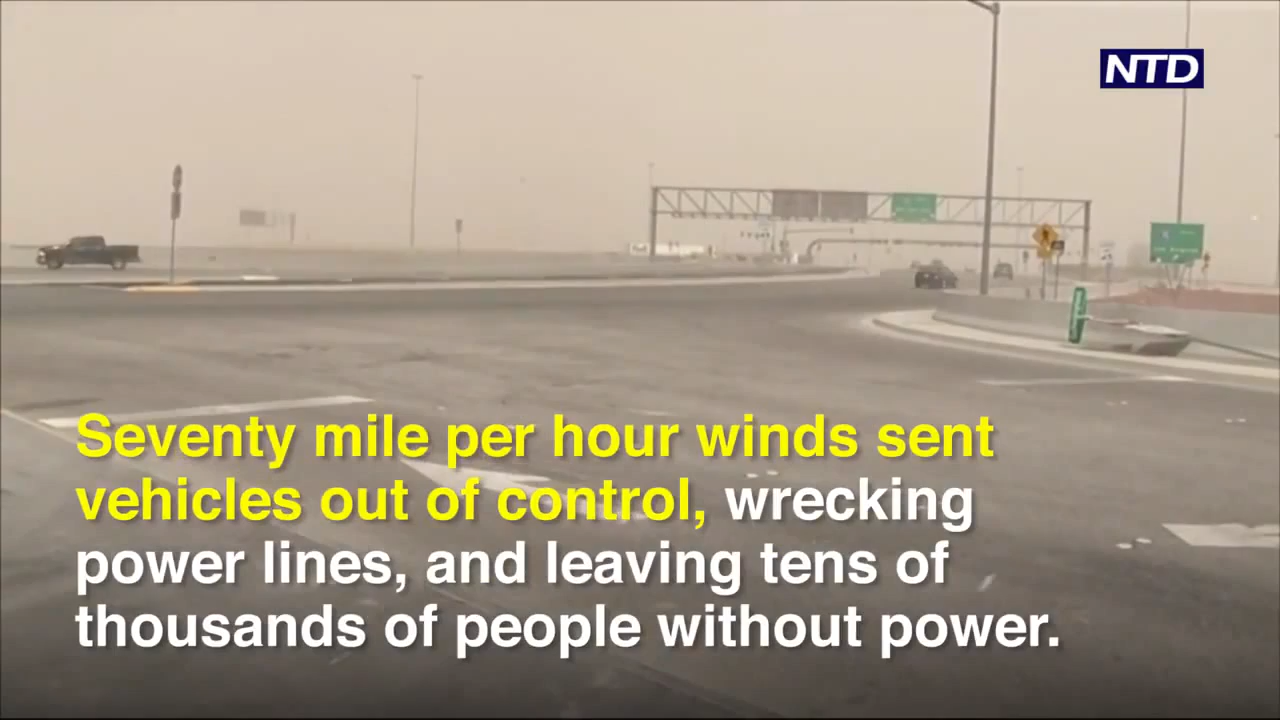 NTD
Seventy mile per hour winds sent
vehicles out of control, wrecking
power lines, and leaving tens of
thousands of people without power.